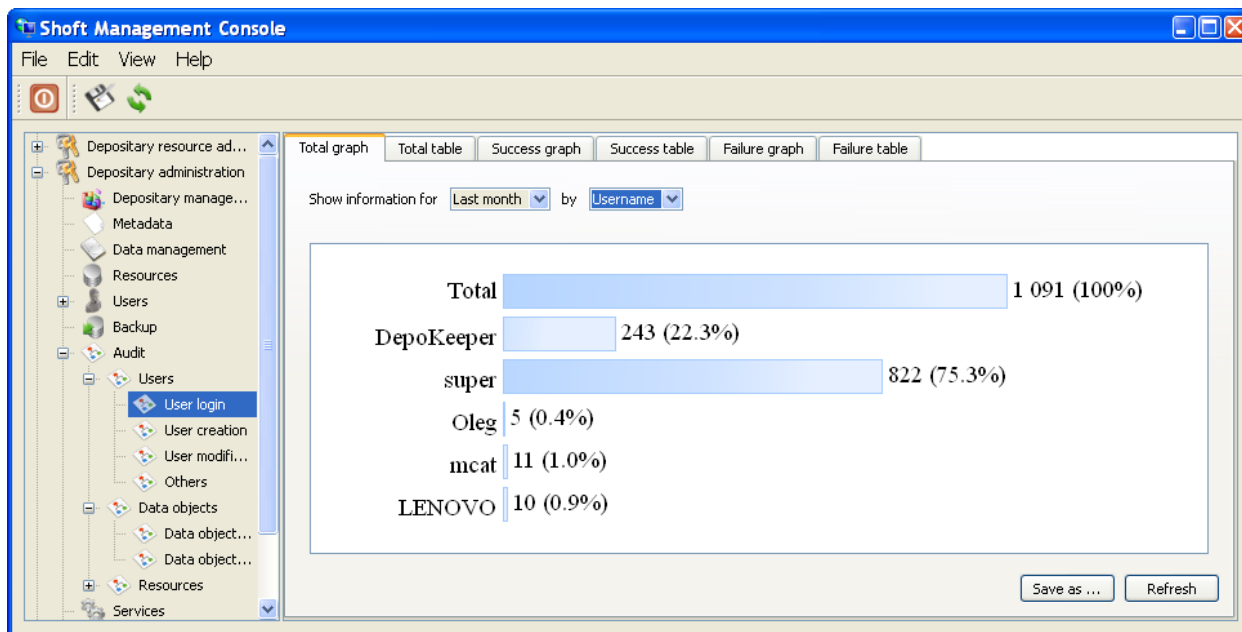 Shoft Management Console
File Edit View Help
Depositary resource ad...
Depositary administration
Depositary manage...
Metadata
Data management
Resources
Users
Backup
Audit
Users
User login
User creation
User modifi...
Others
Data objects
Data object...
Data object...
Resources
Services
Total graph Total table Success graph Success table Failure graph Failure table
Show information for Last month by Username
Total 1 091 (100%)
DepoKeeper 243 (22.3%)
super 822 (75.3%)
Oleg 5 (0.4%)
mcat 11 (1.0%)
LENOVO 10 (0.9%)
Save as ... Refresh